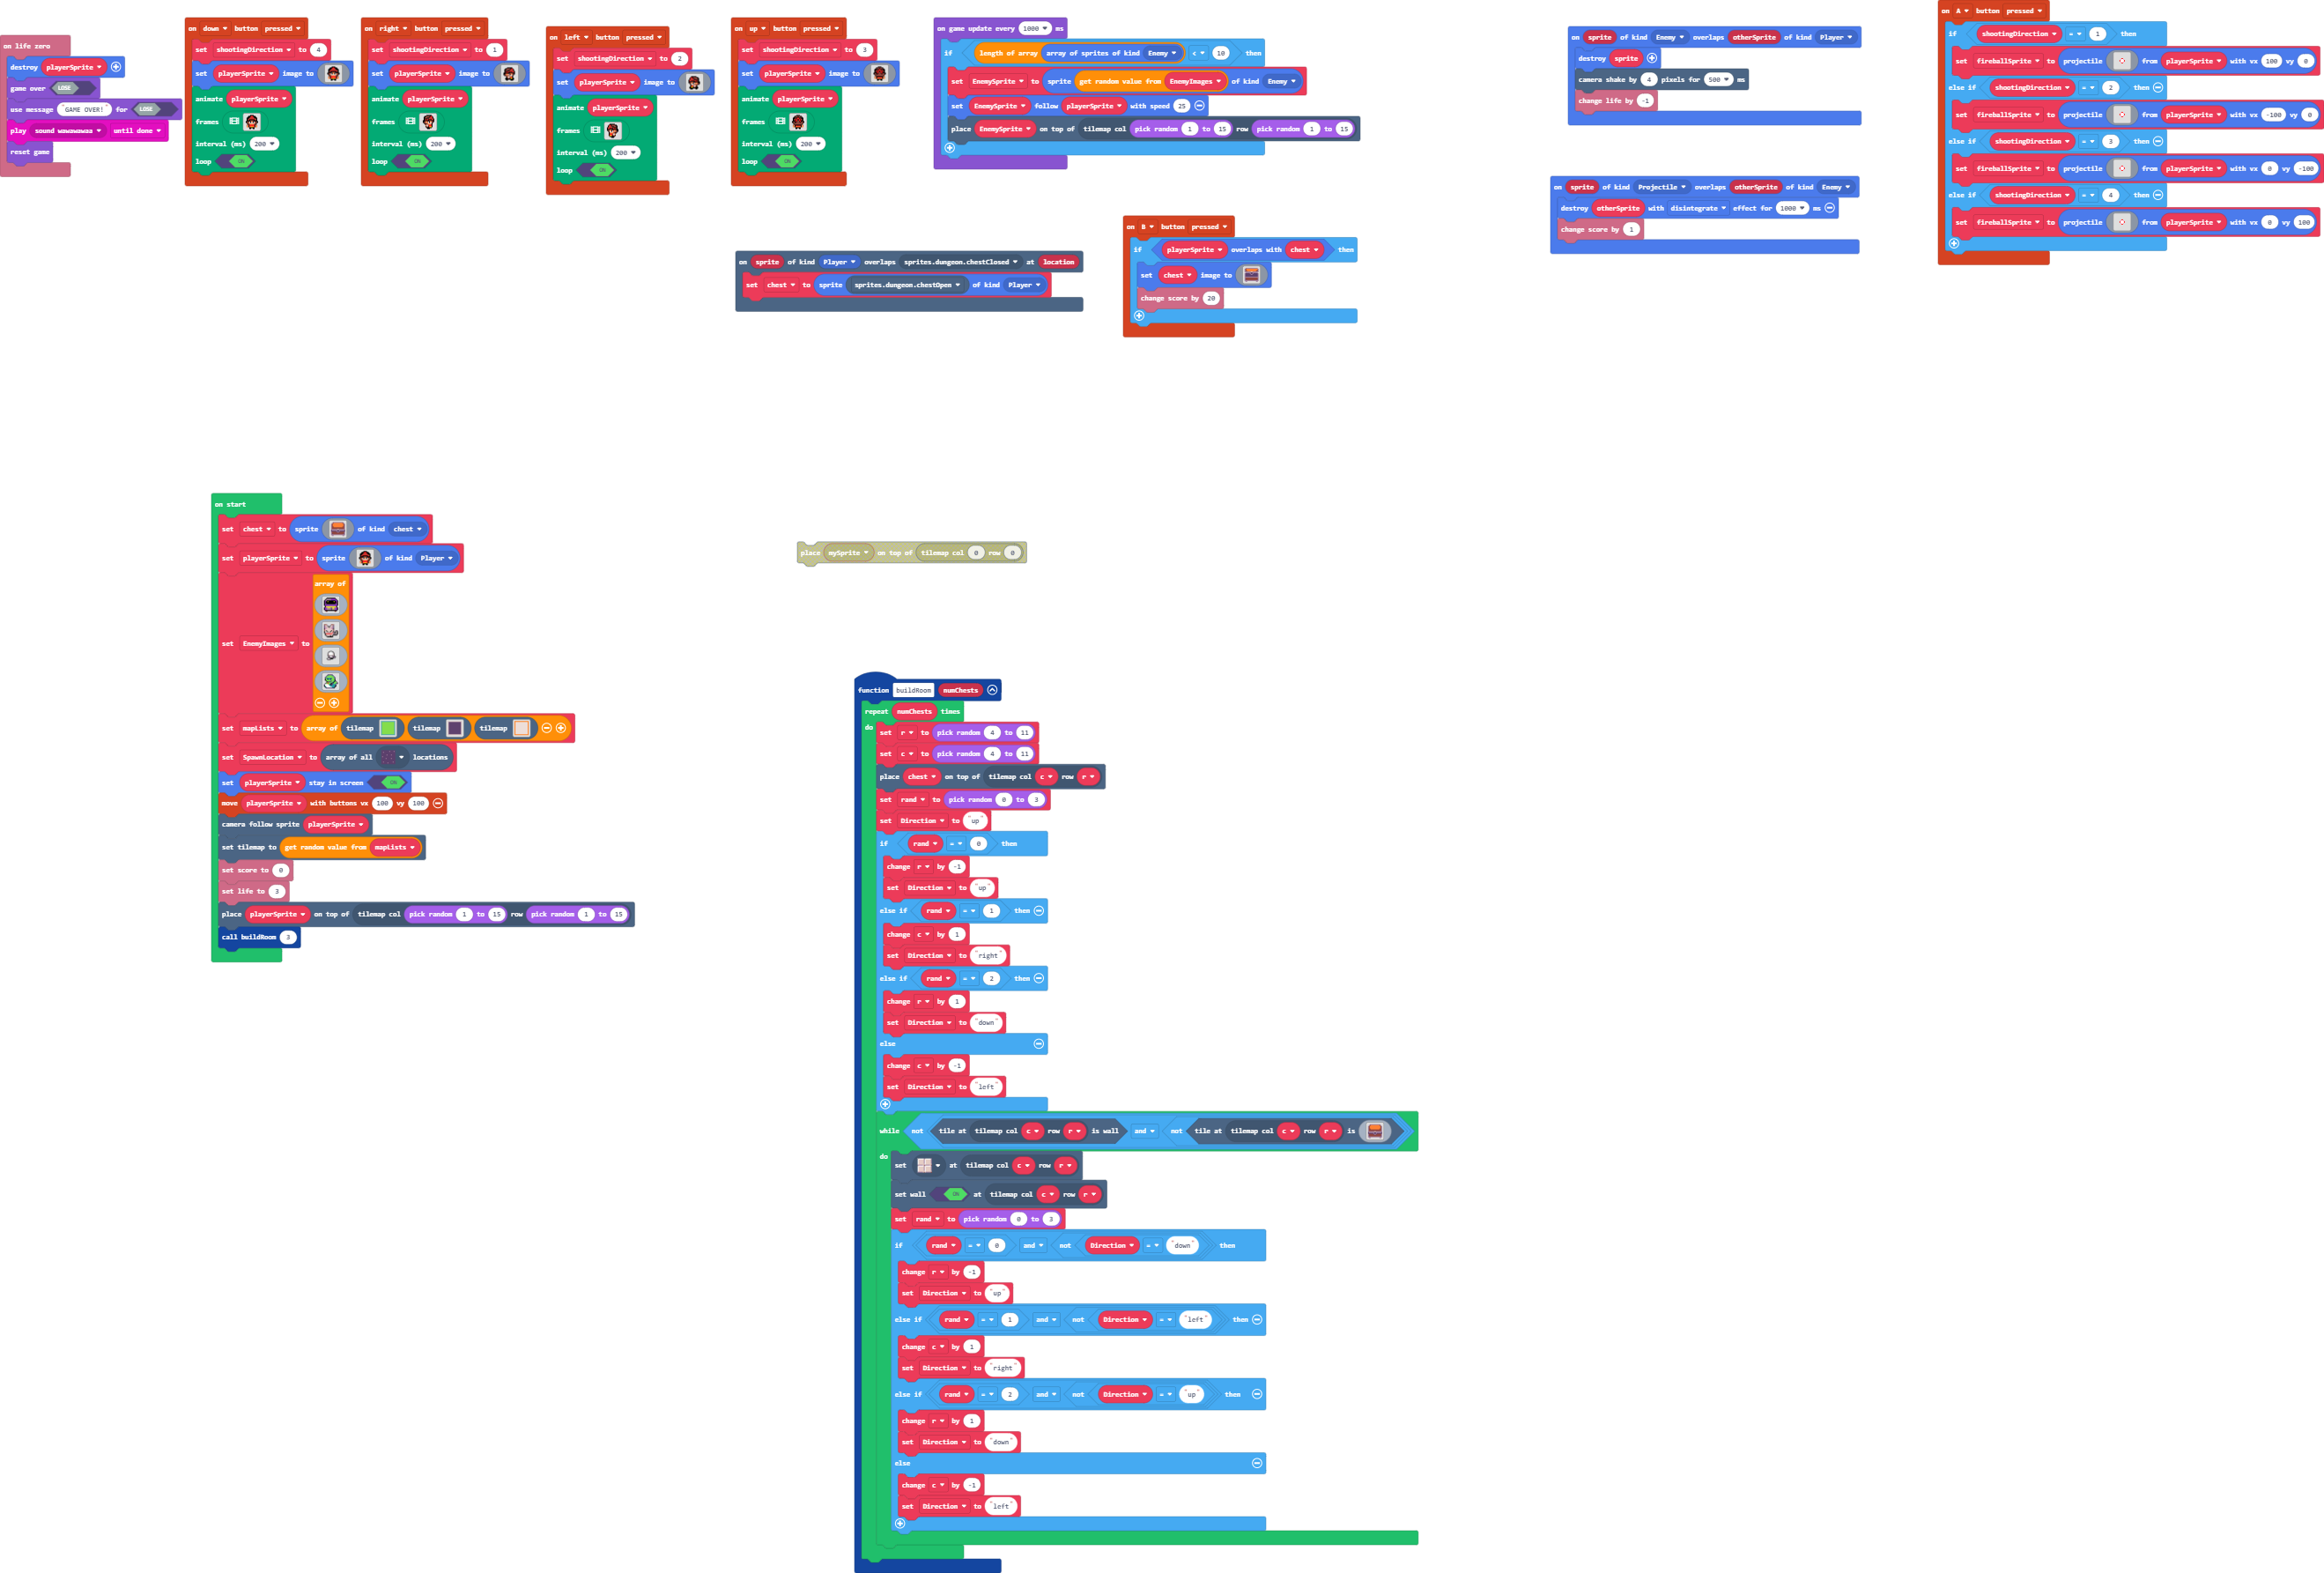 on life zero
destroy playerSprite
game over LOSE
use message "GAME OVER!" for LOSE
play sound wawawawaa until done
reset game
on down button pressed
set shootingDirection to 4
set playerSprite image to
animate playerSprite
frames
interval (ms) 200
loop ON
on right button pressed
set shootingDirection to 1
set playerSprite image to
animate playerSprite
frames
interval (ms) 200
loop ON
on left button pressed
set shootingDirection to 2
set playerSprite image to
animate playerSprite
frames
interval (ms) 200
loop ON
on up button pressed
set shootingDirection to 3
set playerSprite image to
animate playerSprite
frames
interval (ms) 200
loop ON
on game update every 1000 ms
if length of array array of sprites of kind Enemy < 10 then
set EnemySprite to sprite get random value from EnemyImages of kind Enemy
set EnemySprite follow playerSprite with speed 25
place EnemySprite on top of tilemap col pick random 1 to 15 row pick random 1 to 15
on sprite of kind Enemy overlaps otherSprite of kind Player
destroy sprite
camera shake by 4 pixels for 500 ms
change life by -1
on A button pressed
if shootingDirection = 1 then
set fireballSprite to projectile from playerSprite with vx 100 vy 0
else if shootingDirection = 2 then
set fireballSprite to projectile from playerSprite with vx -100 vy 0
else if shootingDirection = 3 then
set fireballSprite to projectile from playerSprite with vx 0 vy -100
else if shootingDirection = 4 then
set fireballSprite to projectile from playerSprite with vx 0 vy 100
on sprite of kind Projectile overlaps otherSprite of kind Enemy
destroy otherSprite with disintegrate effect for 1000 ms
change score by 1
on B button pressed
if playerSprite overlaps with chest then
set chest image to
change score by 20
on sprite of kind Player overlaps sprites.dungeon.chestClosed at location
set chest to sprite sprites.dungeon.chestOpen of kind Player
on start
set chest to sprite of kind chest
set playerSprite to sprite of kind Player
array of
set EnemyImages to
set mapLists to array of tilemap tilemap tilemap
set SpawnLocation to array of all locations
set playerSprite stay in screen ON
move playerSprite with buttons vx 100 vy 100
camera follow sprite playerSprite
set tilemap to get random value from mapLists
set score to 0
set life to 3
place playerSprite on top of tilemap col pick random 1 to 15 row pick random 1 to 15
call buildRoom 3
place mySprite on top of tilemap col 0 row 0
function buildRoom numChests
repeat numChests times
do
set r to pick random 4 to 11
set c to pick random 4 to 11
place chest on top of tilemap col c row r
set rand to pick random 0 to 3
set Direction to "up"
if rand = 0 then
change r by -1
set Direction to "up"
else if rand = 1 then
change c by 1
set Direction to "right"
else if rand = 2 then
change r by 1
set Direction to "down"
else
change c by -1
set Direction to "left"
while not tile at tilemap col c row r is wall and not tile at tilemap col c row r is
do
set at tilemap col c row r
set wall ON at tilemap col c row r
set rand to pick random 0 to 3
if rand = 0 and not Direction = "down" then
change r by -1
set Direction to "up"
else if rand = 1 and not Direction = "left" then
change c by 1
set Direction to "right"
else if rand = 2 and not Direction = "up" then
change r by 1
set Direction to "down"
else
change c by -1
set Direction to "left"